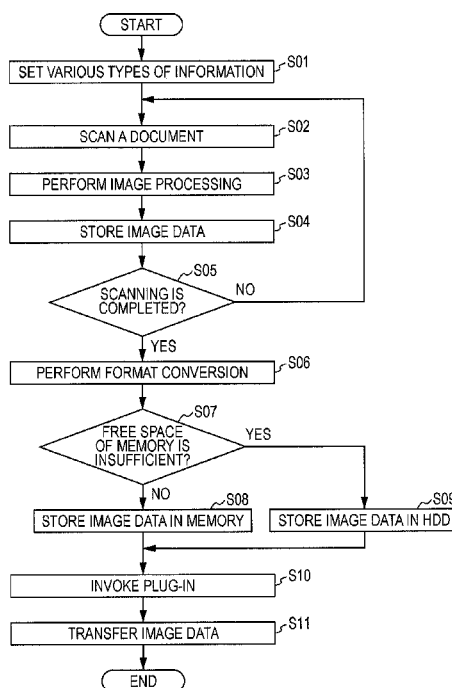 START
SET VARIOUS TYPES OF INFORMATION
S01
SCAN A DOCUMENT
S02
PERFORM IMAGE PROCESSING
S03
STORE IMAGE DATA
S04
S05
SCANNING IS
COMPLETED?
NO
YES
PERFORM FORMAT CONVERSION
S06
S07
FREE SPACE
OF MEMORY IS
INSUFFICIENT?
YES
NO
S08
STORE IMAGE DATA IN MEMORY
S09
STORE IMAGE DATA IN HDD
INVOKE PLUG-IN
S10
TRANSFER IMAGE DATA
S11
END